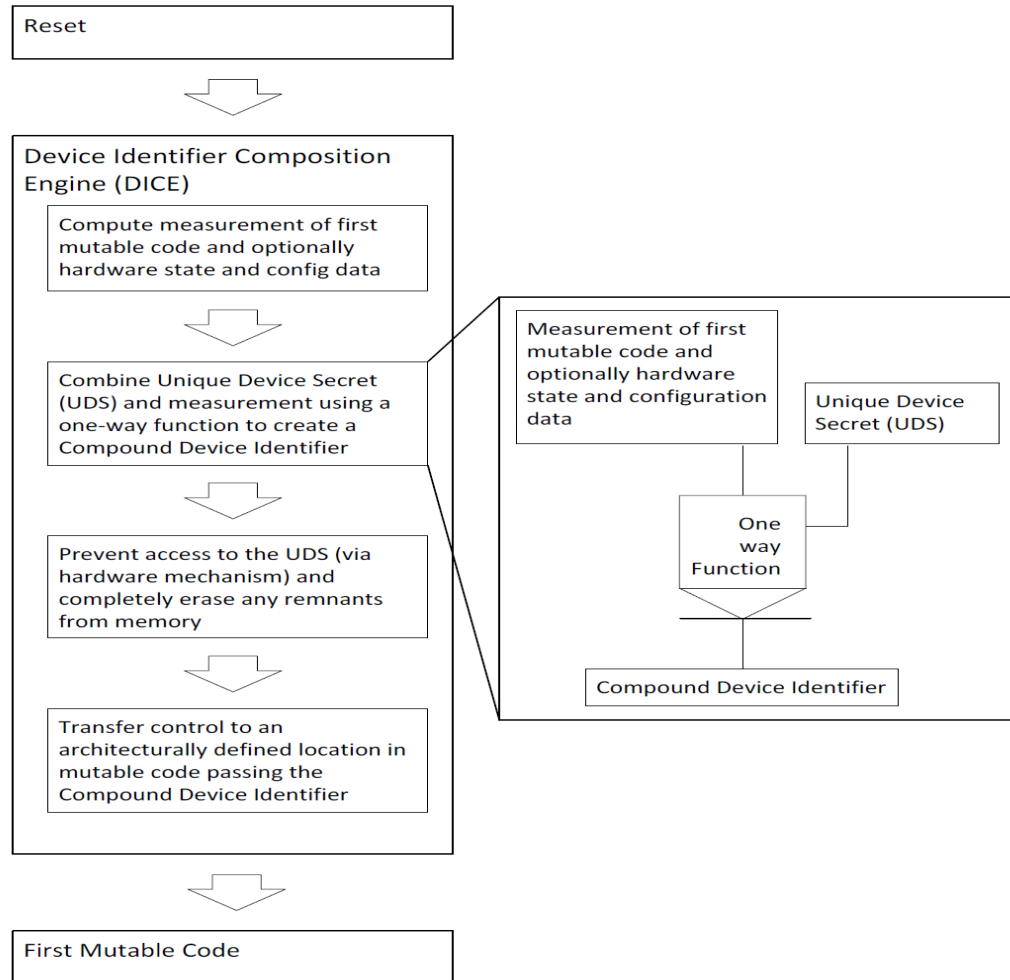 Reset
Device Identifier Composition
Engine (DICE)
Compute measurement of first
mutable code and optionally
hardware state and config data
Combine Unique Device Secret
(UDS) and measurement using a
one-way function to create a
Compound Device Identifier
Prevent access to the UDS (via
hardware mechanism) and
completely erase any remnants
from memory
Transfer control to an
architecturally defined location in
mutable code passing the
Compound Device Identifier
First Mutable Code
Measurement of first
mutable code and
optionally hardware
state and configuration
data
Unique Device
Secret (UDS)
One
way
Function
Compound Device Identifier